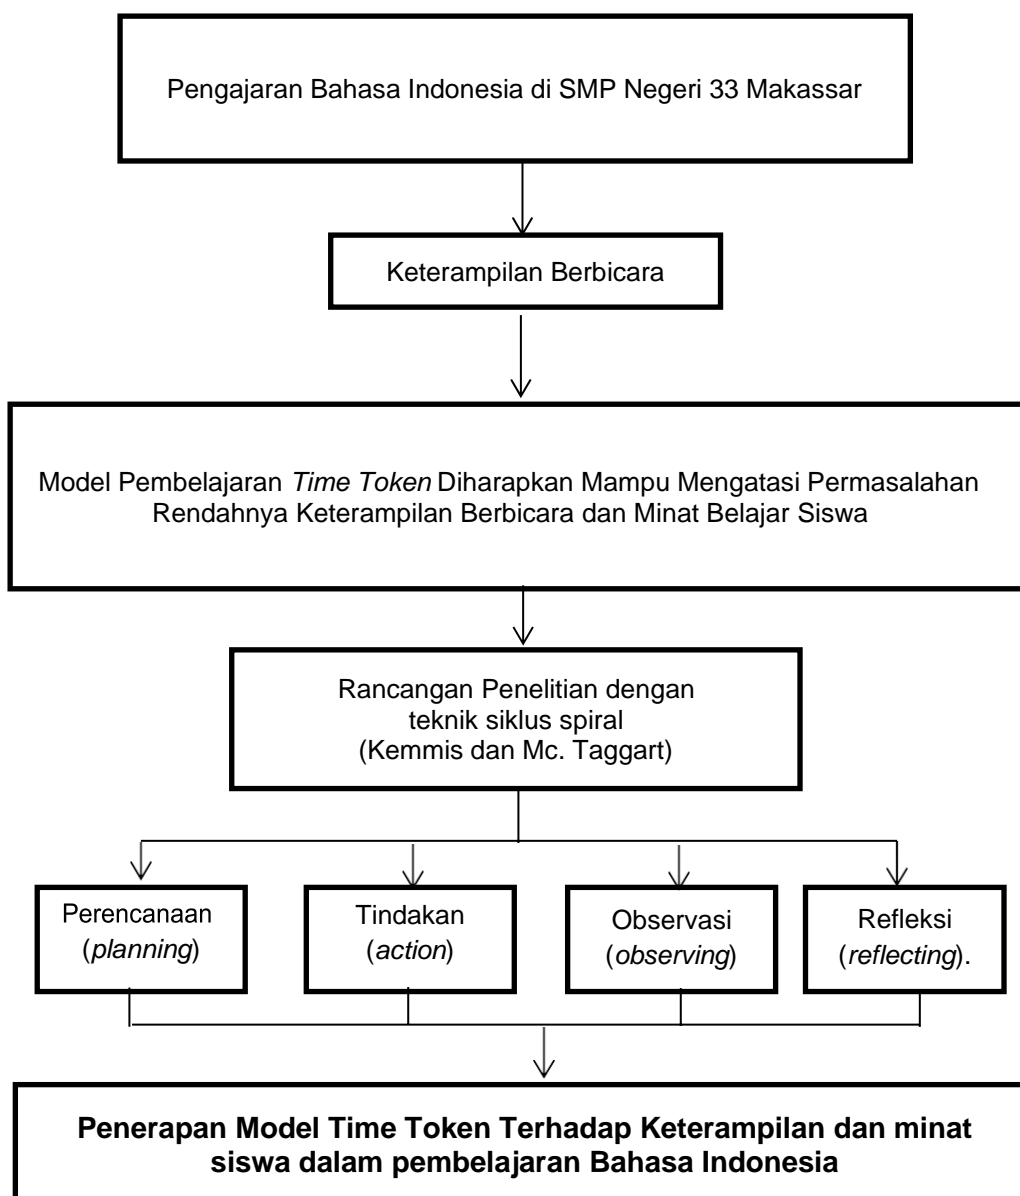 Pengajaran Bahasa Indonesia di SMP Negeri 33 Makassar
Keterampilan Berbicara
Model Pembelajaran Time Token Diharapkan Mampu Mengatasi Permasalahan
Rendahnya Keterampilan Berbicara dan Minat Belajar Siswa
Rancangan Penelitian dengan
teknik siklus spiral
(Kemmis dan Mc. Taggart)
Perencanaan
(planning)
Tindakan
(action)
Observasi
(observing)
Refleksi
(reflecting).
Penerapan Model Time Token Terhadap Keterampilan dan minat
siswa dalam pembelajaran Bahasa Indonesia